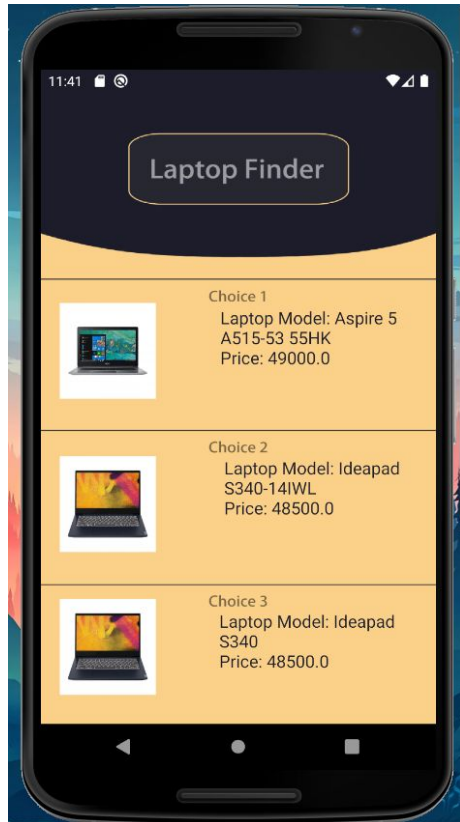 11:41
Laptop Finder
Choice 1
Laptop Model: Aspire 5
A515-53 55HK
Price: 49000.0
Choice 2
Laptop Model: Ideapad
S340-14IWL
Price: 48500.0
Choice 3
Laptop Model: Ideapad
S340
Price: 48500.0